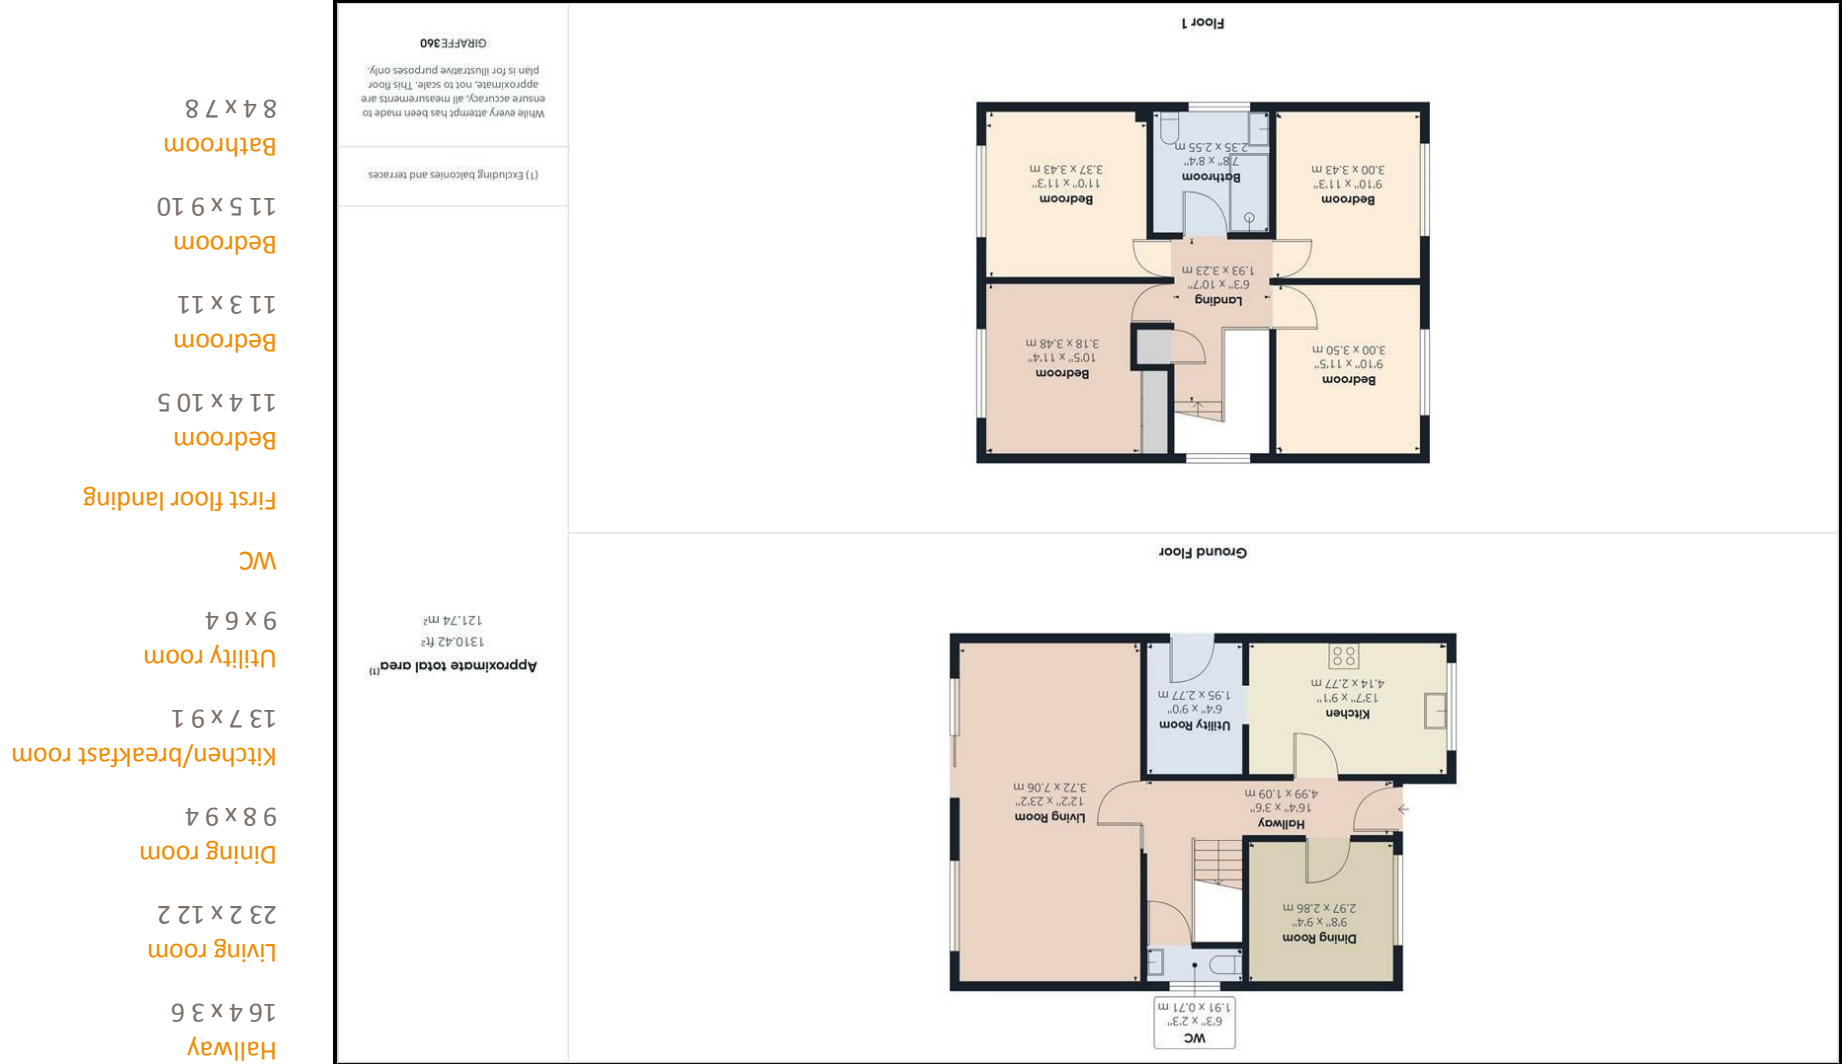 Hallway
16 4 x 3 6
Living room
23 2 x 12 2
Dining room
9 8 x 9 4
Kitchen/breakfast room
13 7 x 9 1
Utility room
9 x 6 4
WC
First floor landing
Bedroom
11 4 x 10 5
Bedroom
11 3 x 11
Bedroom
11 5 x 9 10
Bathroom
8 4 x 7 8
WC
6'3" x 2'3"
1.91 x 0.71 m
Dining Room
9'8" x 9'4"
2.97 x 2.86 m
Hallway
16'4" x 3'6"
4.99 x 1.09 m
Living Room
12'2" x 23'2"
3.72 x 7.06 m
Kitchen
13'7" x 9'1"
4.14 x 2.77 m
Utility Room
6'4" x 9'0"
1.95 x 2.77 m
Ground Floor
Bedroom
9'10" x 11'5"
3.00 x 3.50 m
Bedroom
10'5" x 11'4"
3.18 x 3.48 m
Landing
6'3" x 10'7"
1.93 x 3.23 m
Bedroom
9'10" x 11'3"
3.00 x 3.43 m
Bathroom
7'8" x 8'4"
2.35 x 2.55 m
Bedroom
11'0" x 11'3"
3.37 x 3.43 m
Floor 1
Approximate total area(1)
1310.42 ft²
121.74 m²
(1) Excluding balconies and terraces
While every attempt has been made to
ensure accuracy, all measurements are
approximate, not to scale. This floor
plan is for illustrative purposes only.
GIRAFFE360